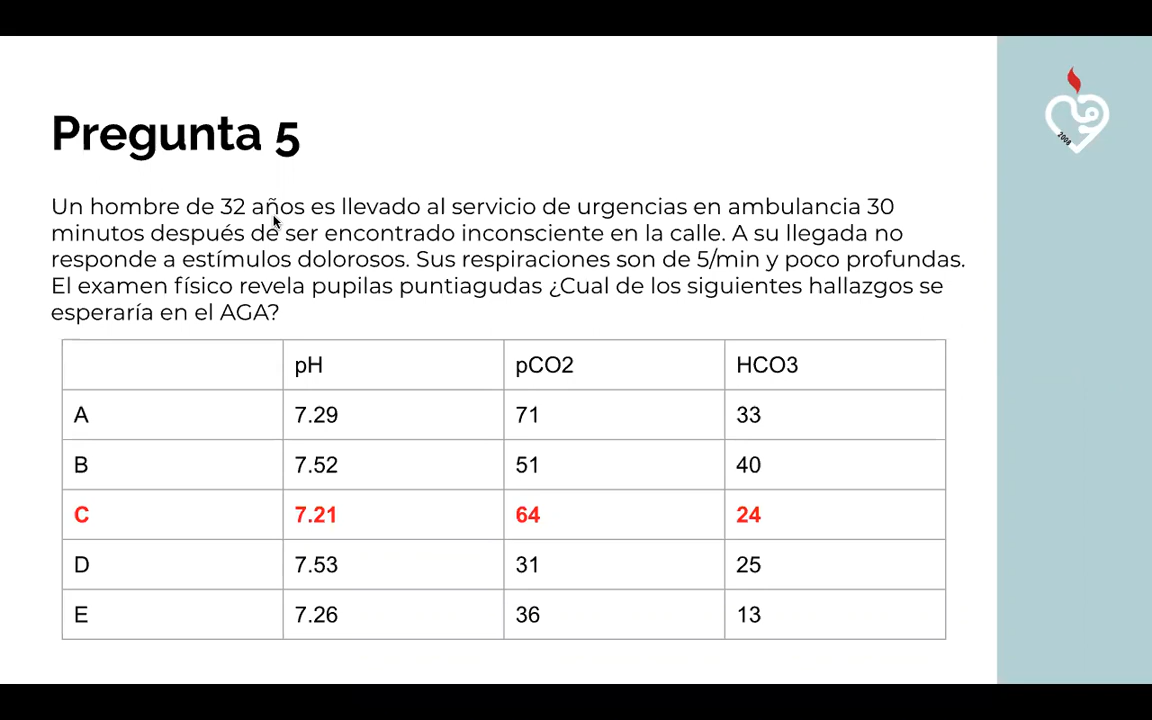 Pregunta 5
Un hombre de 32 años es llevado al servicio de urgencias en ambulancia 30
minutos después de ser encontrado inconsciente en la calle. A su llegada no
responde a estímulos dolorosos. Sus respiraciones son de 5/min y poco profundas.
El examen físico revela pupilas puntiagudas ¿Cual de los siguientes hallazgos se
esperaría en el AGA?
pH pCO2 HCO3
A 7.29 71 33
B 7.52 51 40
C 7.21 64 24
D 7.53 31 25
E 7.26 36 13
2008